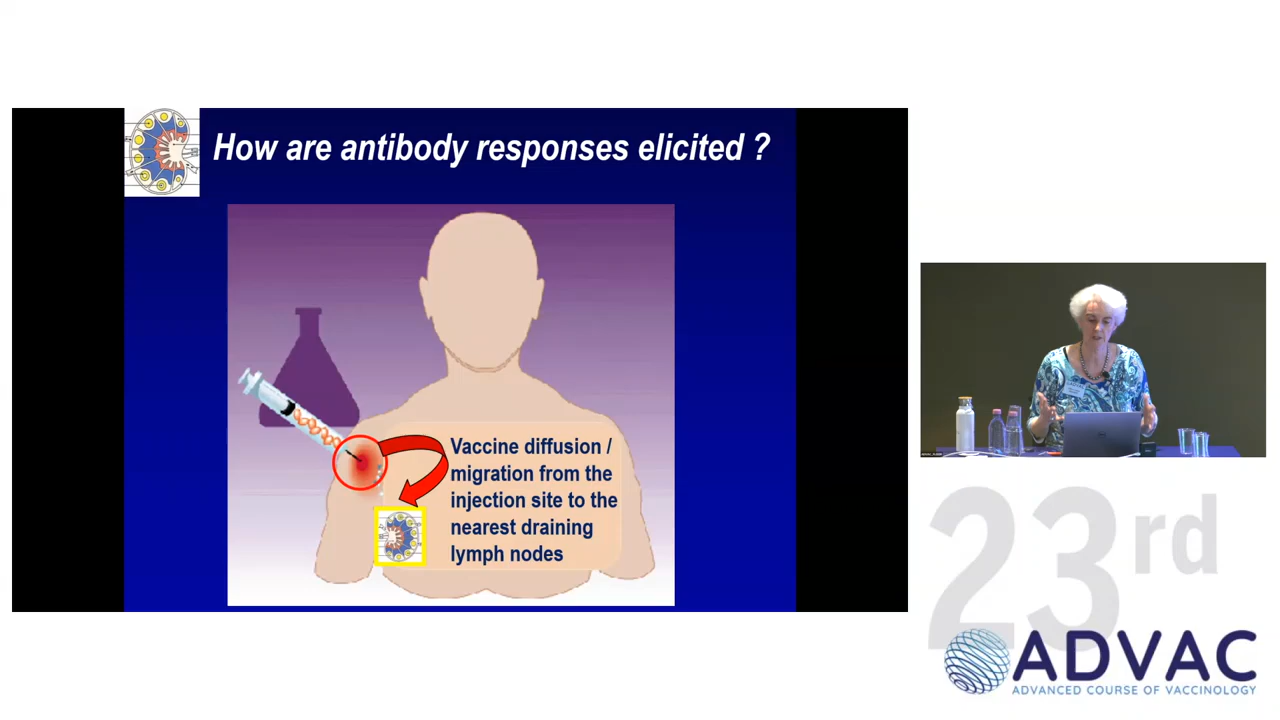 How are antibody responses elicited ?
Vaccine diffusion /
migration from the
injection site to the
nearest draining
lymph nodes
23rd
ADVAC
ADVANCED COURSE OF VACCINOLOGY